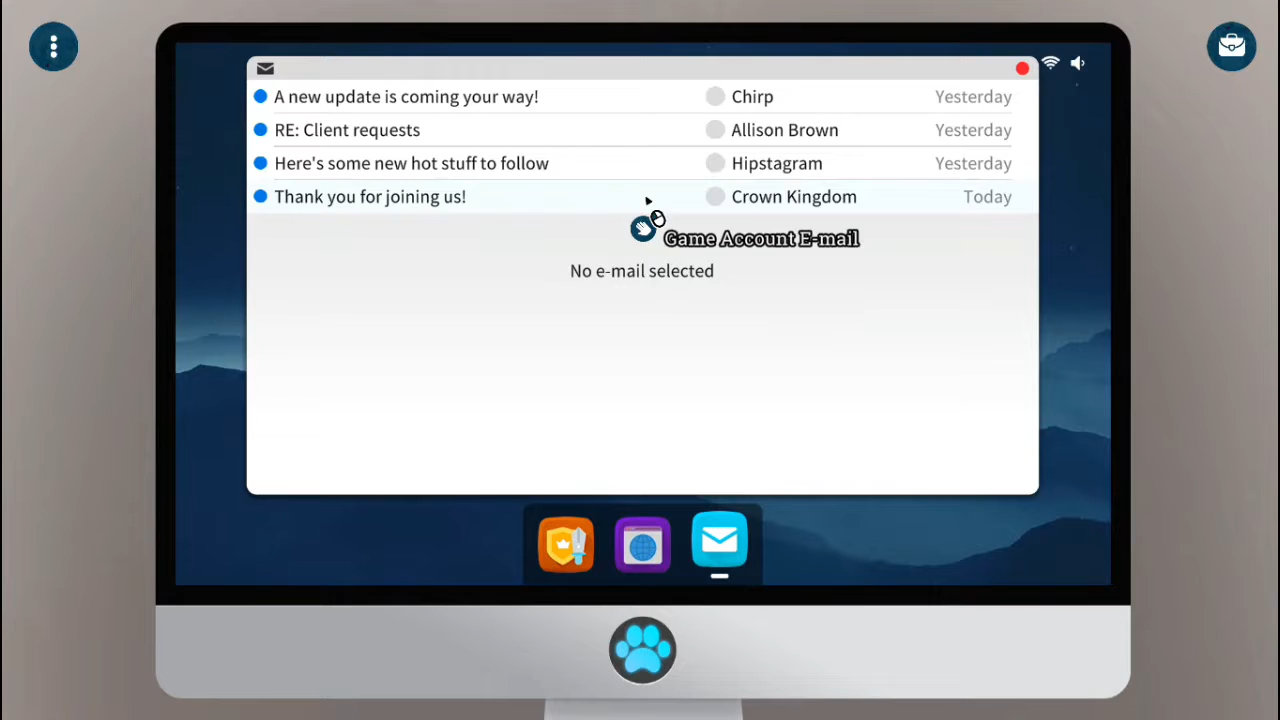 A new update is coming your way! Chirp Yesterday
RE: Client requests Allison Brown Yesterday
Here's some new hot stuff to follow Hipstagram Yesterday
Thank you for joining us! Crown Kingdom Today
Game Account E-mail
No e-mail selected